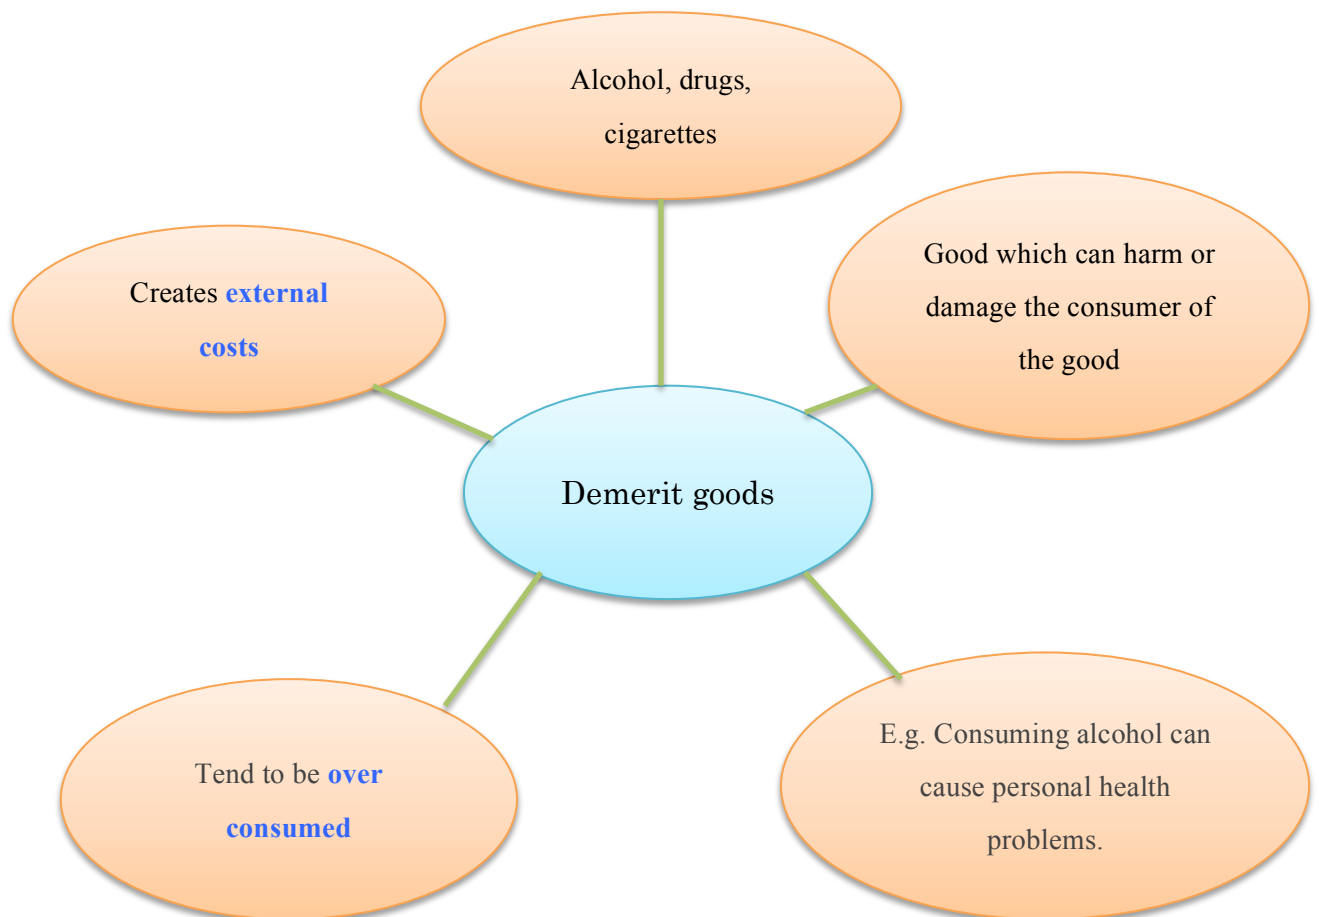 Alcohol, drugs,
cigarettes
Good which can harm or
damage the consumer of
the good
Creates external
costs
Demerit goods
E.g. Consuming alcohol can
cause personal health
problems.
Tend to be over
consumed